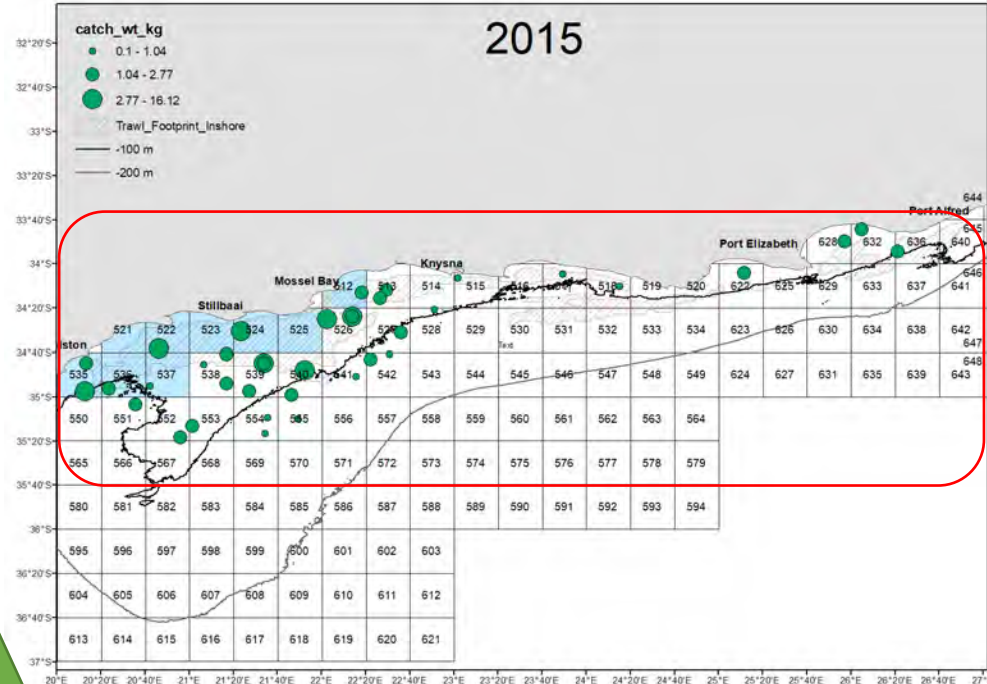 2015
catch_wt_kg
0.1 - 1.04
1.04 - 2.77
2.77 - 16.12
Trawl_Footprint_Inshore
-100 m
-200 m
32°20'S
32°40'S
33°S
33°20'S
33°40'S
34°S
34°20'S
34°40'S
35°S
35°20'S
35°40'S
36°S
36°20'S
36°40'S
37°S
644
Port Alfred
645
Port Elizabeth 628 632 636 640
Knysna
646
Mossel Bay 512 513 514 515 516 518 519 520 622 625 629 633 637 641
Stillbaai
521 522 523 524 525 526 528 529 530 531 532 533 534 623 626 630 634 638 642
Text
647
648
535 536 537 538 539 540 541 542 543 544 545 546 547 548 549 624 627 631 635 639 643
550 551 552 553 554 555 556 557 558 559 560 561 562 563 564
565 566 567 568 569 570 571 572 573 574 575 576 577 578 579
580 581 582 583 584 585 586 587 588 589 590 591 592 593 594
595 596 597 598 599 600 601 602 603
604 605 606 607 608 609 610 611 612
613 614 615 616 617 618 619 620 621
20°E 20°20'E 20°40'E 21°E 21°20'E 21°40'E 22°E 22°20'E 22°40'E 23°E 23°20'E 23°40'E 24°E 24°20'E 24°40'E 25°E 25°20'E 25°40'E 26°E 26°20'E 26°40'E